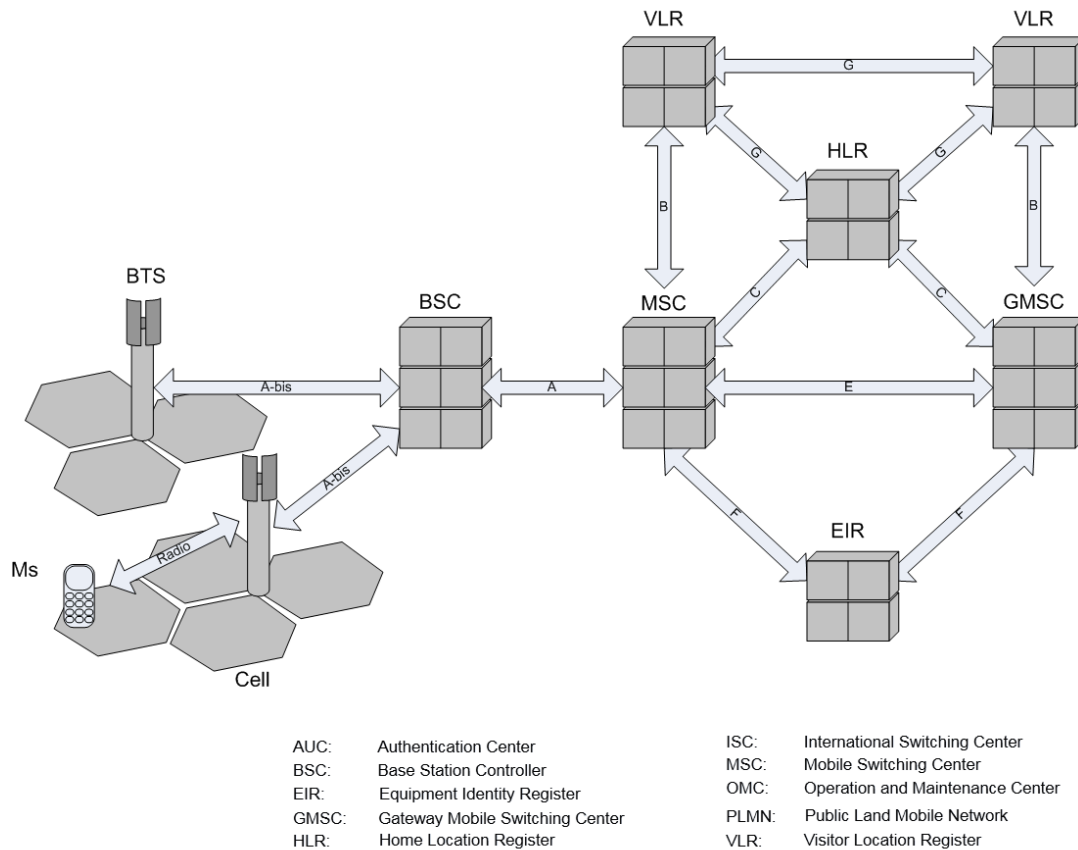 VLR
VLR
G
G
HLR
G
B
B
BTS
BSC
MSC
C
C
GMSC
A-bis
A
E
A-bis
Radio
F
F
EIR
Ms
Cell
AUC: Authentication Center
BSC: Base Station Controller
EIR: Equipment Identity Register
GMSC: Gateway Mobile Switching Center
HLR: Home Location Register
ISC: International Switching Center
MSC: Mobile Switching Center
OMC: Operation and Maintenance Center
PLMN: Public Land Mobile Network
VLR: Visitor Location Register